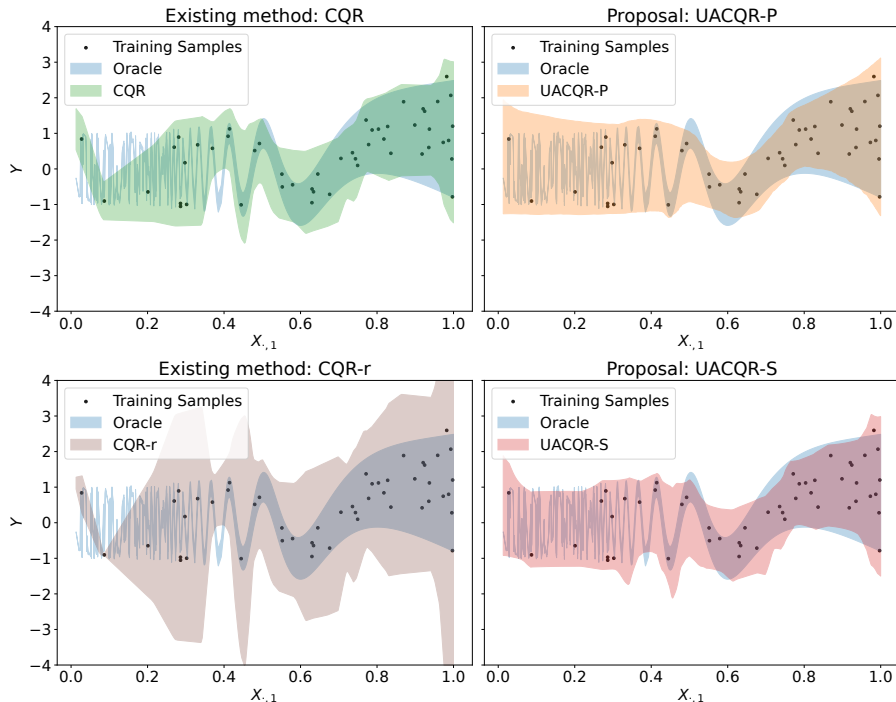 Existing method: CQR
Training Samples
Oracle
CQR
Y
4
3
2
1
0
−1
−2
−3
−4
0.0 0.2 0.4 0.6 0.8 1.0
X.,1
Proposal: UACQR-P
Training Samples
Oracle
UACQR-P
0.0 0.2 0.4 0.6 0.8 1.0
X.,1
Existing method: CQR-r
Training Samples
Oracle
CQR-r
Y
4
3
2
1
0
−1
−2
−3
−4
0.0 0.2 0.4 0.6 0.8 1.0
X.,1
Proposal: UACQR-S
Training Samples
Oracle
UACQR-S
0.0 0.2 0.4 0.6 0.8 1.0
X.,1